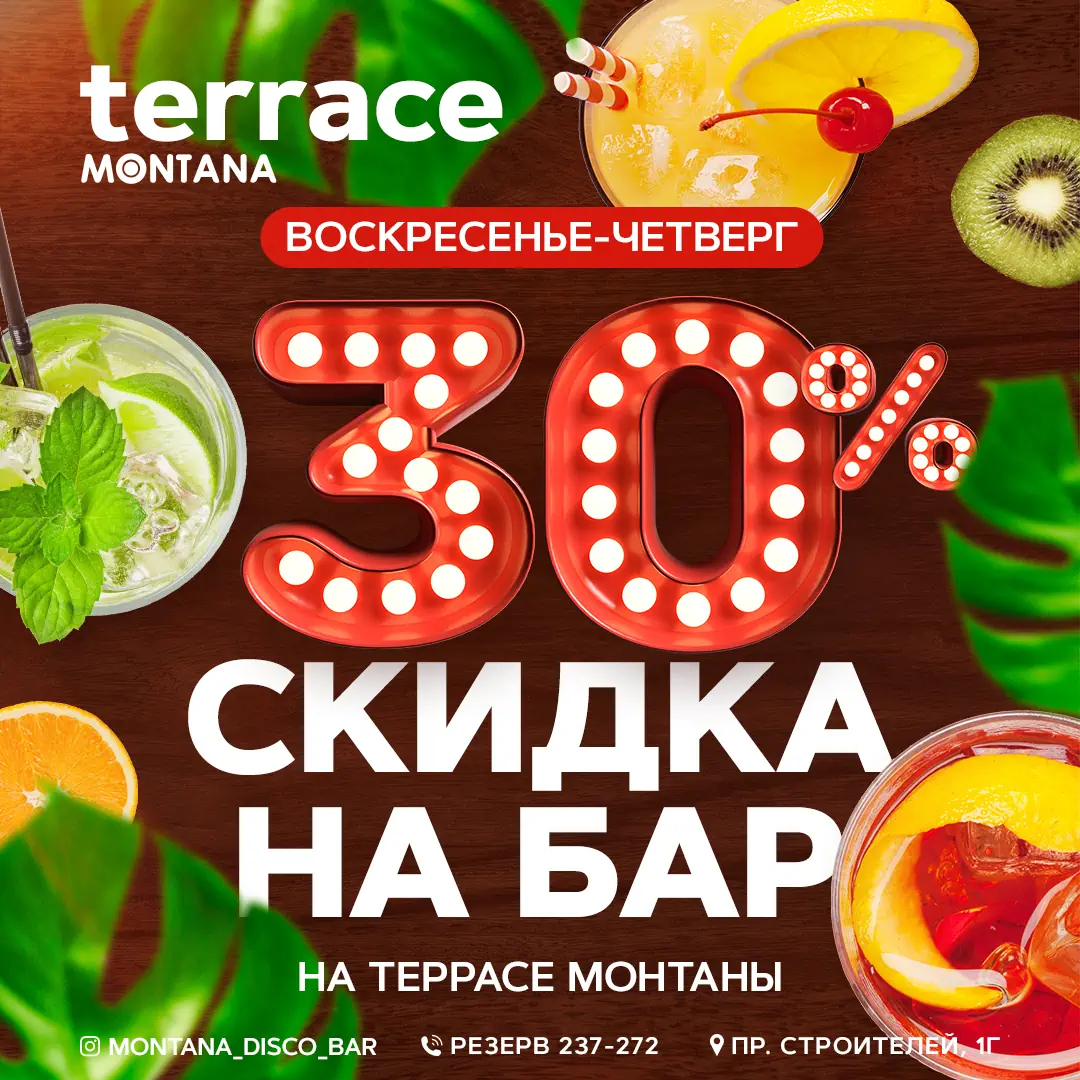 terrace
MONTANA
ВОСКРЕСЕНЬЕ-ЧЕТВЕРГ
30%
СКИДКА
НА БАР
НА ТЕРРАСЕ МОНТАНЫ
MONTANA_DISCO_BAR РЕЗЕРВ 237-272 ПР. СТРОИТЕЛЕЙ, 1Г